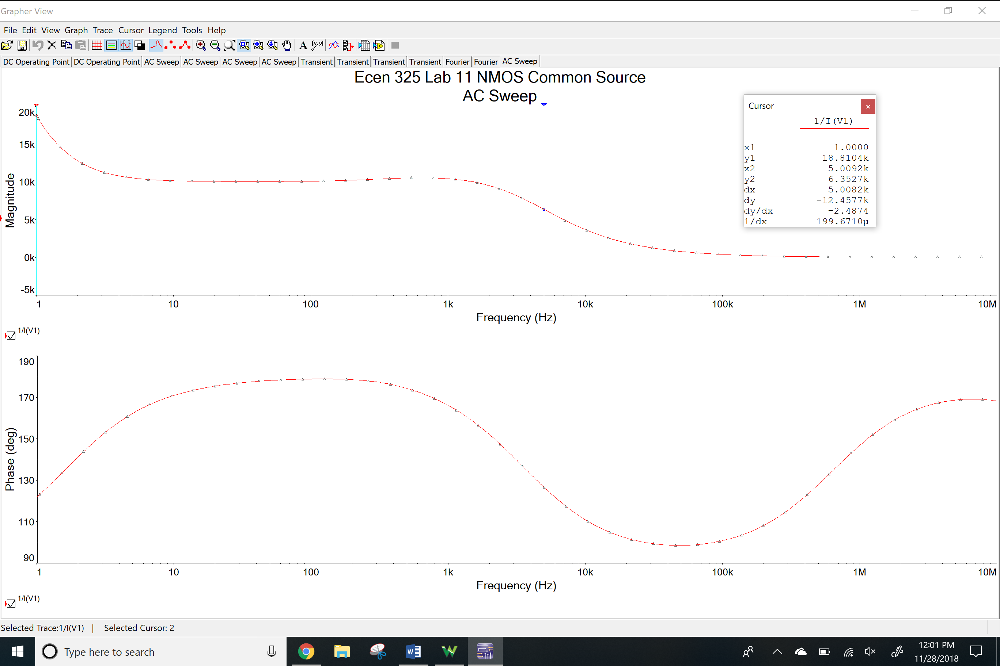 Grapher View
File Edit View Graph Trace Cursor Legend Tools Help
DC Operating Point DC Operating Point AC Sweep AC Sweep AC Sweep AC Sweep Transient Transient Transient Transient Fourier Fourier AC Sweep
Ecen 325 Lab 11 NMOS Common Source
AC Sweep
Cursor
1/I(V1)
x1 1.0000
y1 18.8104k
x2 5.0092k
y2 6.3527k
dx 5.0082k
dy -12.4577k
dy/dx -2.4874
1/dx 199.6710µ
Magnitude
20k
15k
10k
5k
0k
-5k
1 10 100 1k 10k 100k 1M 10M
Frequency (Hz)
1/I(V1)
Phase (deg)
190
170
150
130
110
90
1 10 100 1k 10k 100k 1M 10M
Frequency (Hz)
1/I(V1)
Selected Trace:1/I(V1) | Selected Cursor: 2
Type here to search
12:01 PM
11/28/2018